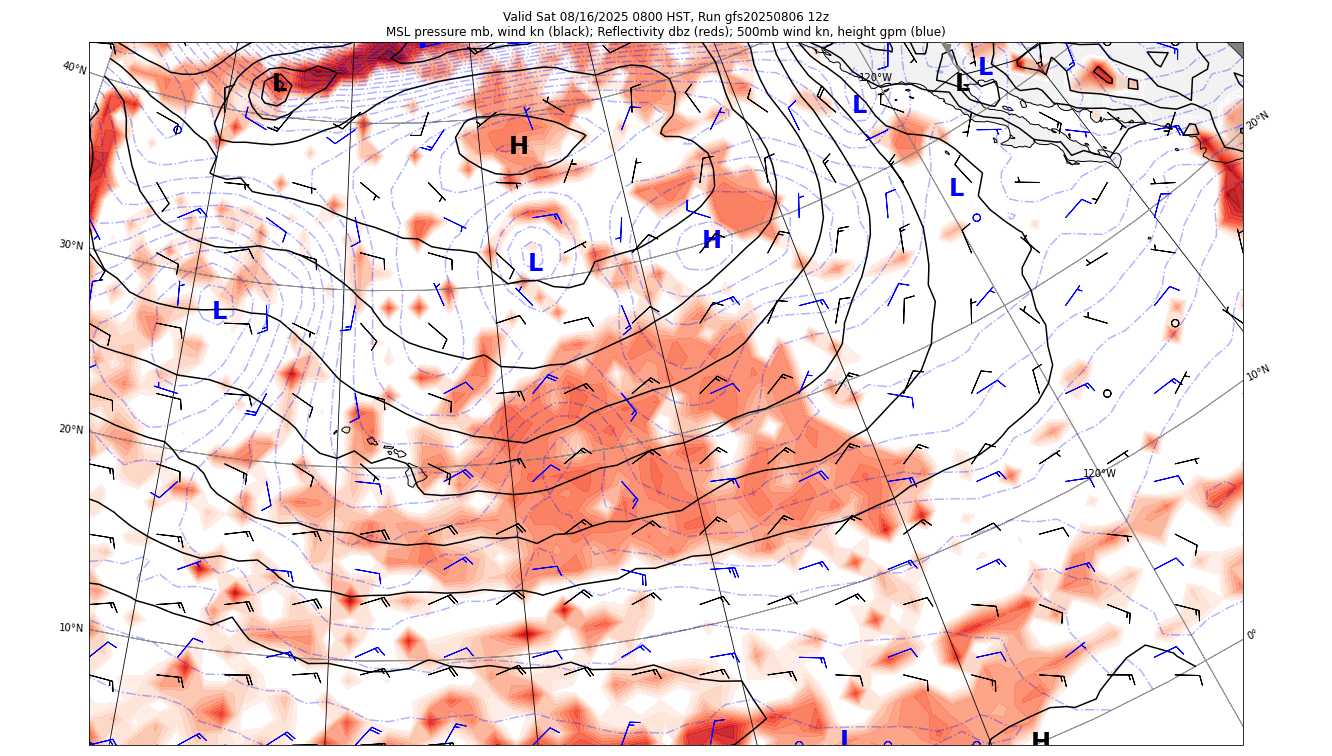 Valid Sat 08/16/2025 0800 HST, Run gfs20250806 12z
MSL pressure mb, wind kn (black); Reflectivity dbz (reds); 500mb wind kn, height gpm (blue)
40°N
120°W
L
L
L
L
20°N
H
L
30°N
H
L
L
10°N
20°N
120°W
10°N
0°
L
H